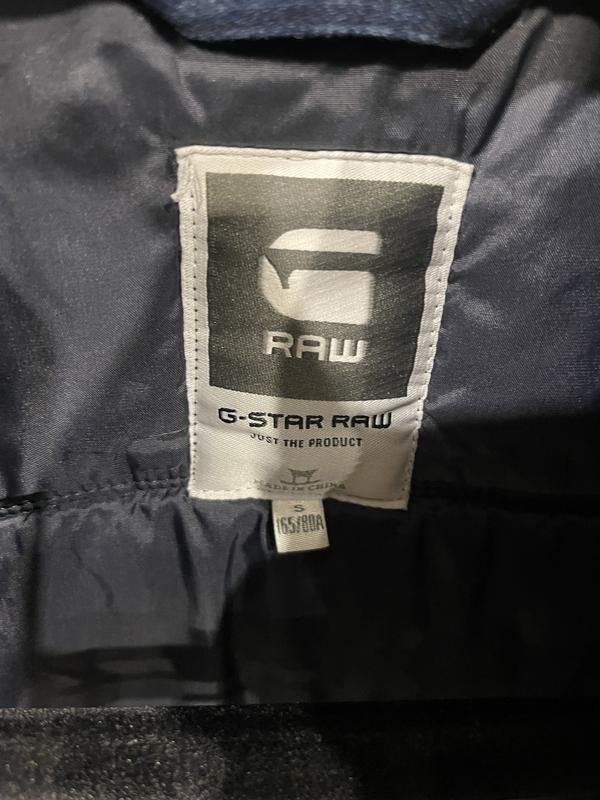 RAW
G-STAR RAW
JUST THE PRODUCT
MADE IN CHINA
S
165/80A